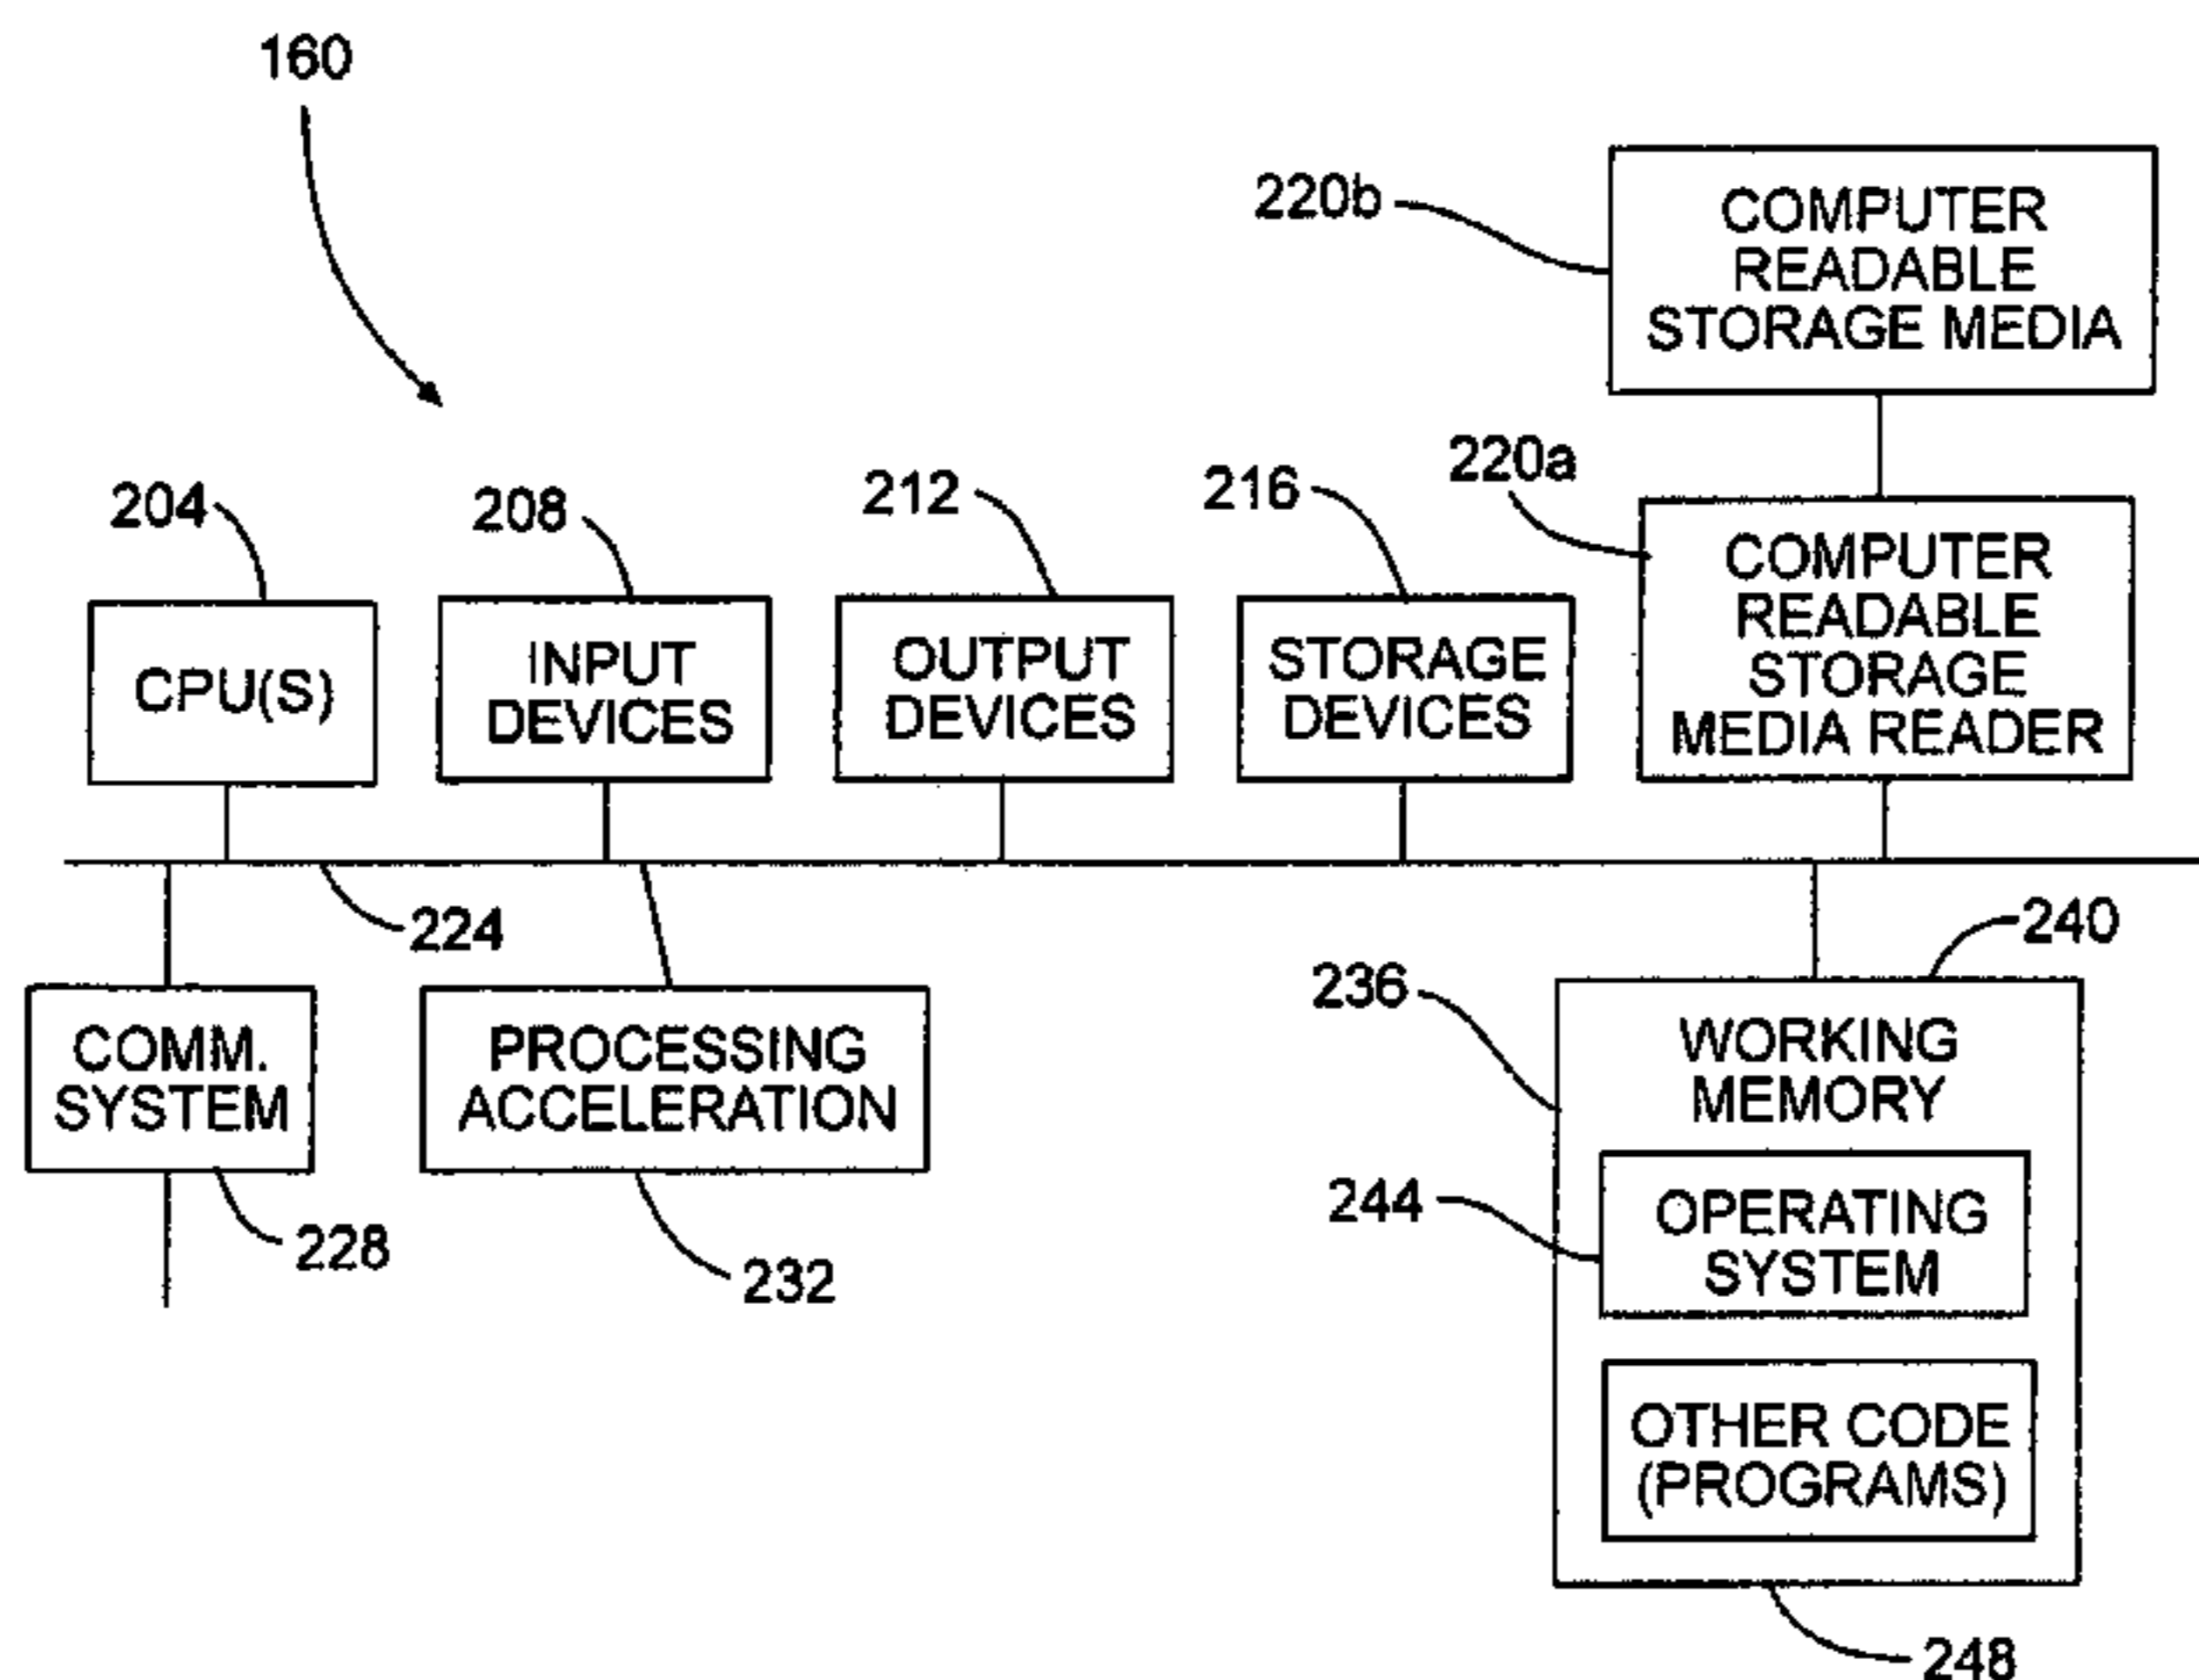 160
220b
COMPUTER
READABLE
STORAGE MEDIA
204
208
212
216
220a
CPU(S)
INPUT
DEVICES
OUTPUT
DEVICES
STORAGE
DEVICES
COMPUTER
READABLE
STORAGE
MEDIA READER
224
240
236
COMM.
SYSTEM
PROCESSING
ACCELERATION
WORKING
MEMORY
228
232
244
OPERATING
SYSTEM
OTHER CODE
(PROGRAMS)
248